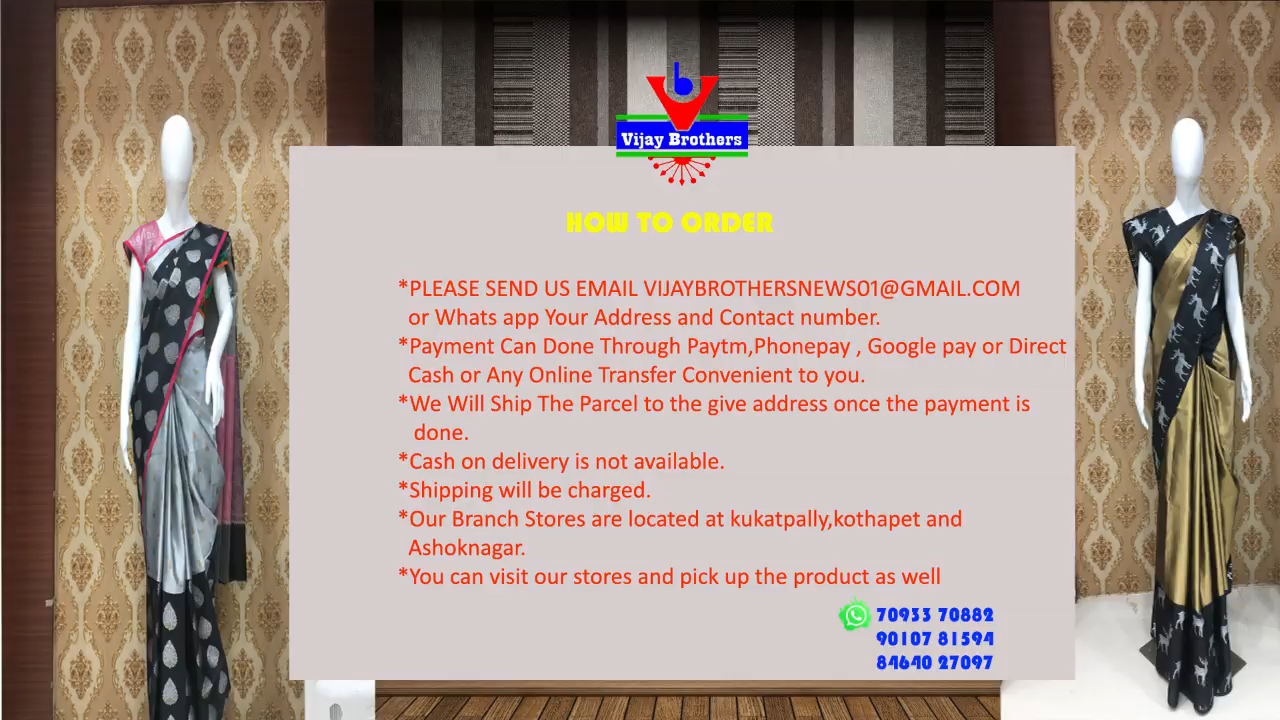 b
Vijay Brothers
HOW TO ORDER
*PLEASE SEND US EMAIL VIJAYBROTHERSNEWS01@GMAIL.COM
or Whats app Your Address and Contact number.
*Payment Can Done Through Paytm,Phonepay , Google pay or Direct
Cash or Any Online Transfer Convenient to you.
*We Will Ship The Parcel to the give address once the payment is
done.
*Cash on delivery is not available.
*Shipping will be charged.
*Our Branch Stores are located at kukatpally,kothapet and
Ashoknagar.
*You can visit our stores and pick up the product as well
70933 70882
90107 81594
84640 27097